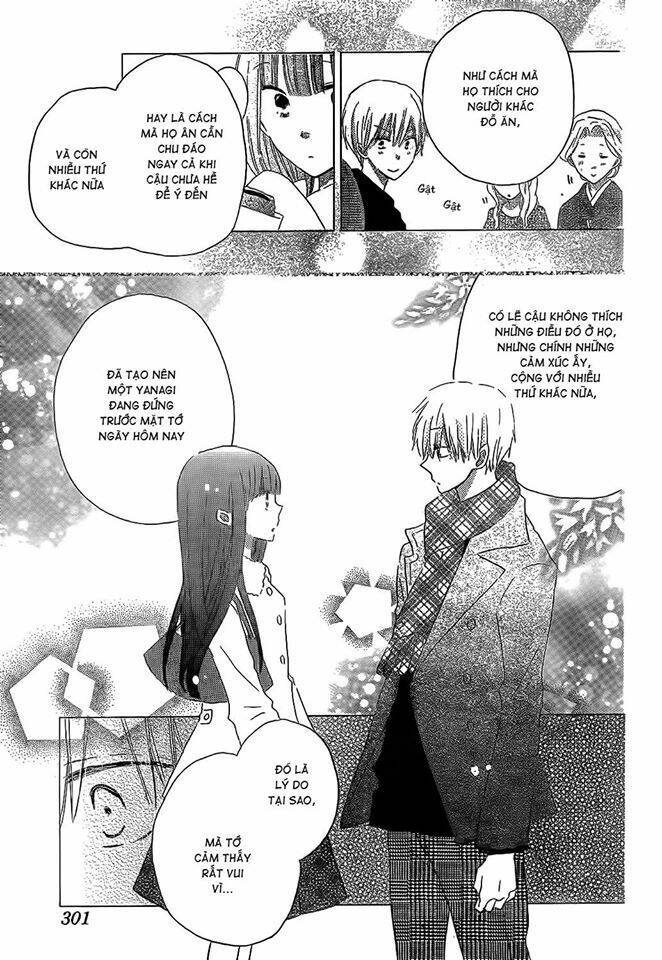 NHƯ CÁCH MÀ
HỌ THÍCH CHO
NGƯỜI KHÁC
ĐỒ ĂN,
Gật
Gật
HAY LÀ CÁCH
MÀ HỌ ÂN CẦN
CHU ĐÁO
NGAY CẢ KHI
CẬU CHƯA HỀ
ĐỂ Ý ĐẾN
VÀ CÒN
NHIỀU THỨ
KHÁC NỮA
CÓ LẼ CẬU KHÔNG THÍCH
NHỮNG ĐIỀU ĐÓ Ở HỌ,
NHƯNG CHÍNH NHỮNG
CẢM XÚC ẤY,
CỘNG VỚI NHIỀU
THỨ KHÁC NỮA,
ĐÃ TẠO NÊN
MỘT YANAGI
ĐANG ĐỨNG
TRƯỚC MẶT TỚ
NGÀY HÔM NAY
ĐÓ LÀ
LÝ DO
TẠI SAO,
MÀ TỚ
CẢM THẤY
RẤT VUI
VÌ...
301